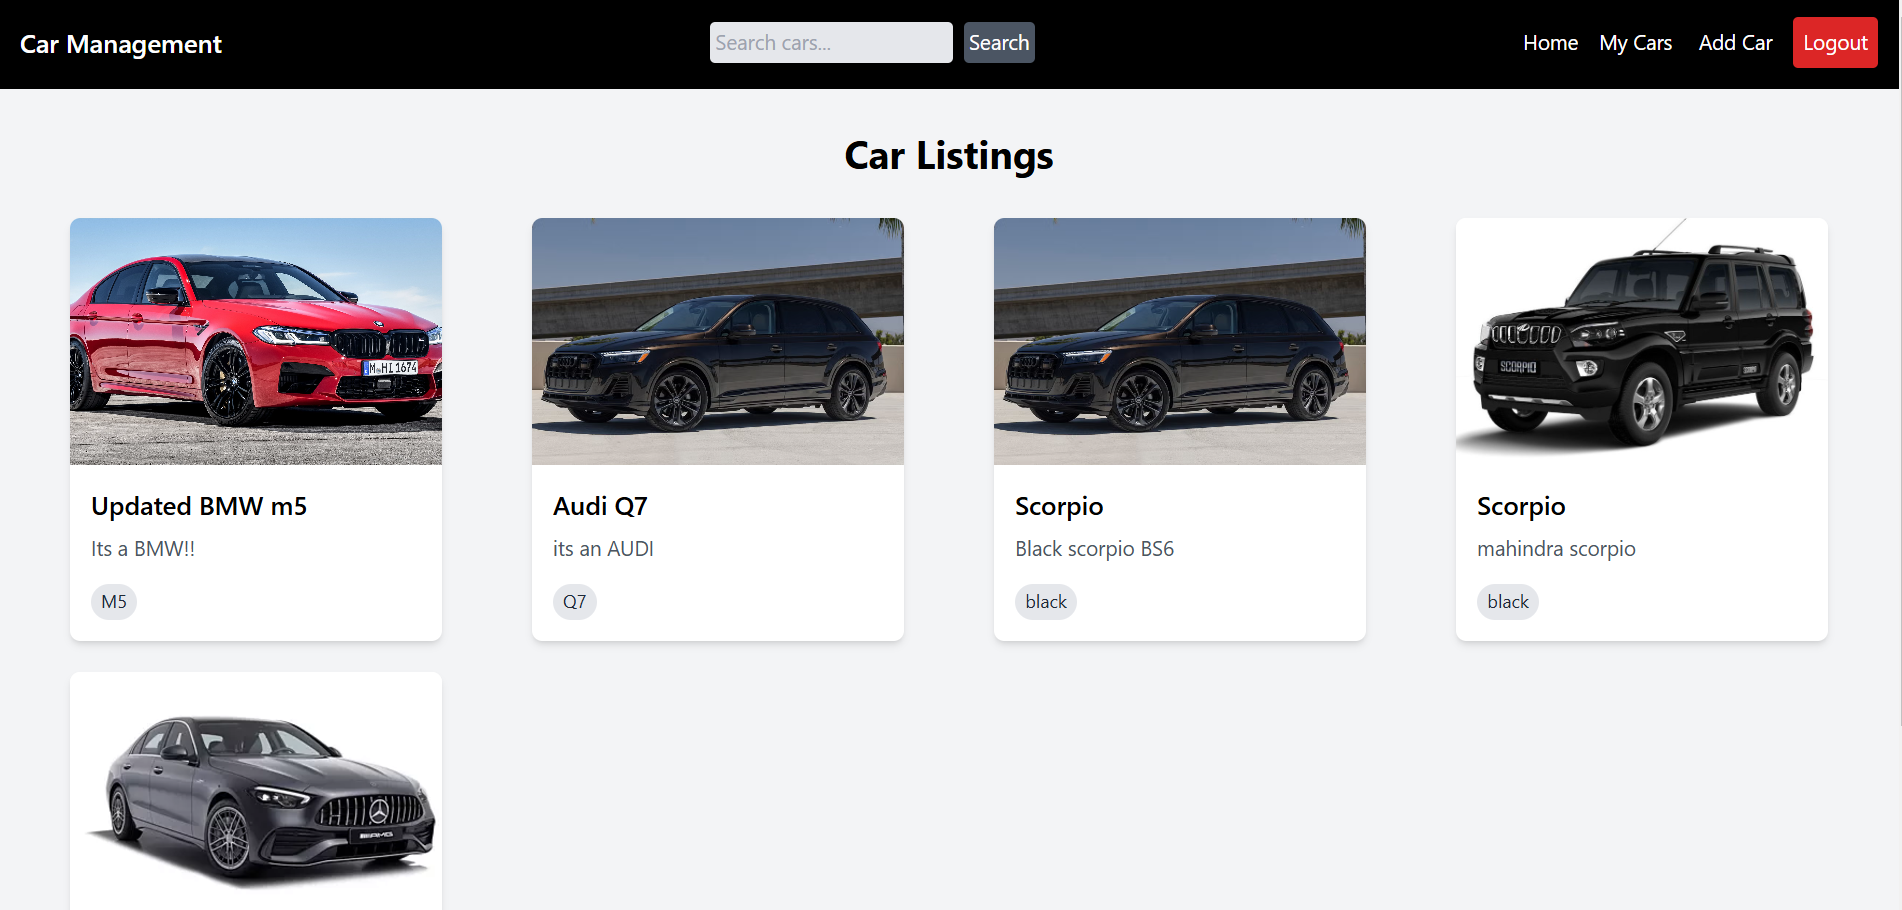 Car Management
Search cars...
Search
Home
My Cars
Add Car
Logout
Car Listings
M HI 1674
SCORPIO
Updated BMW m5
Its a BMW!!
M5
Audi Q7
its an AUDI
Q7
Scorpio
Black scorpio BS6
black
Scorpio
mahindra scorpio
black
AMG